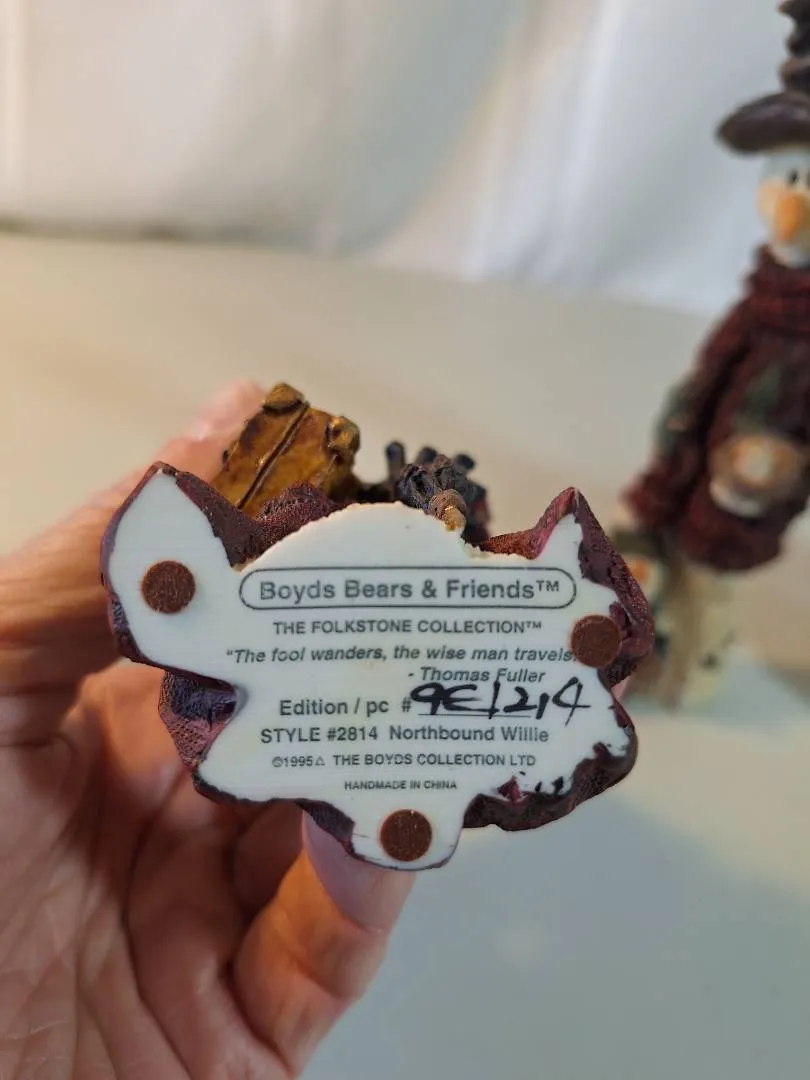 Boyds Bears & Friends™
THE FOLKSTONE COLLECTION™
"The fool wanders, the wise man travels.
- Thomas Fuller
Edition / pc # 9E/214
STYLE #2814 Northbound Willie
©1995△ THE BOYDS COLLECTION LTD
HANDMADE IN CHINA